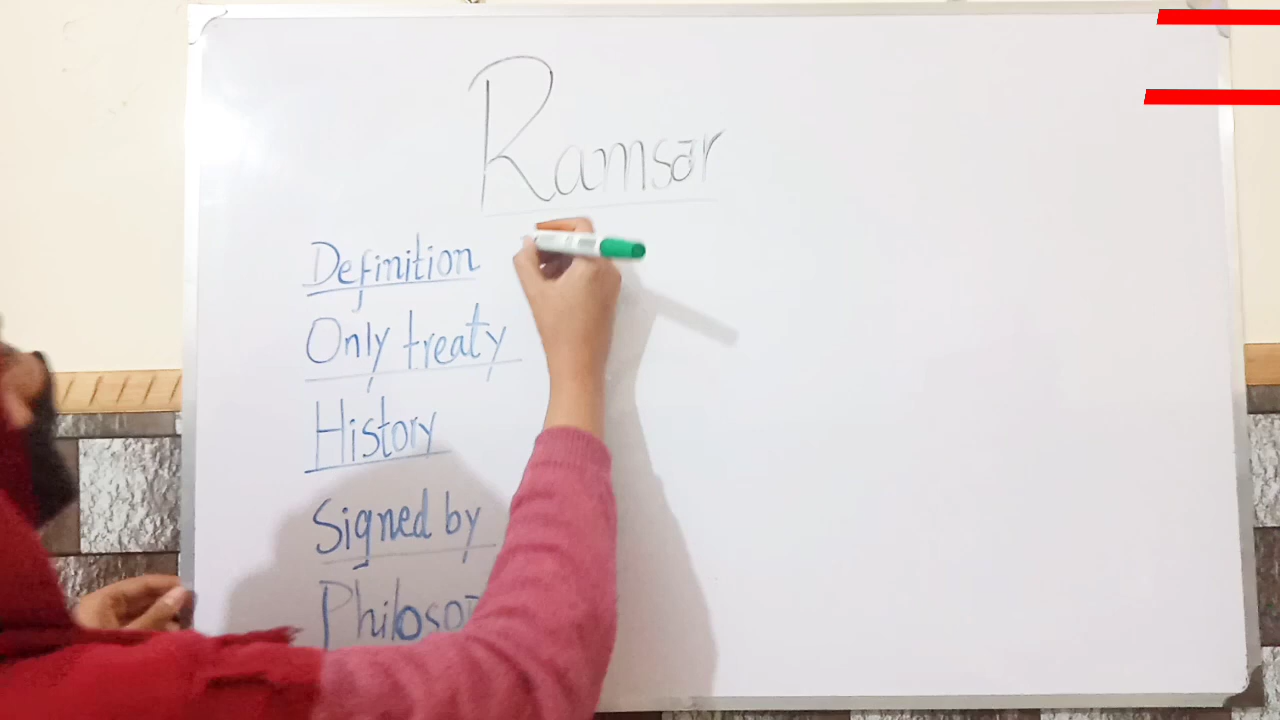 Ramsar
Definition
Only treaty
History
Signed by